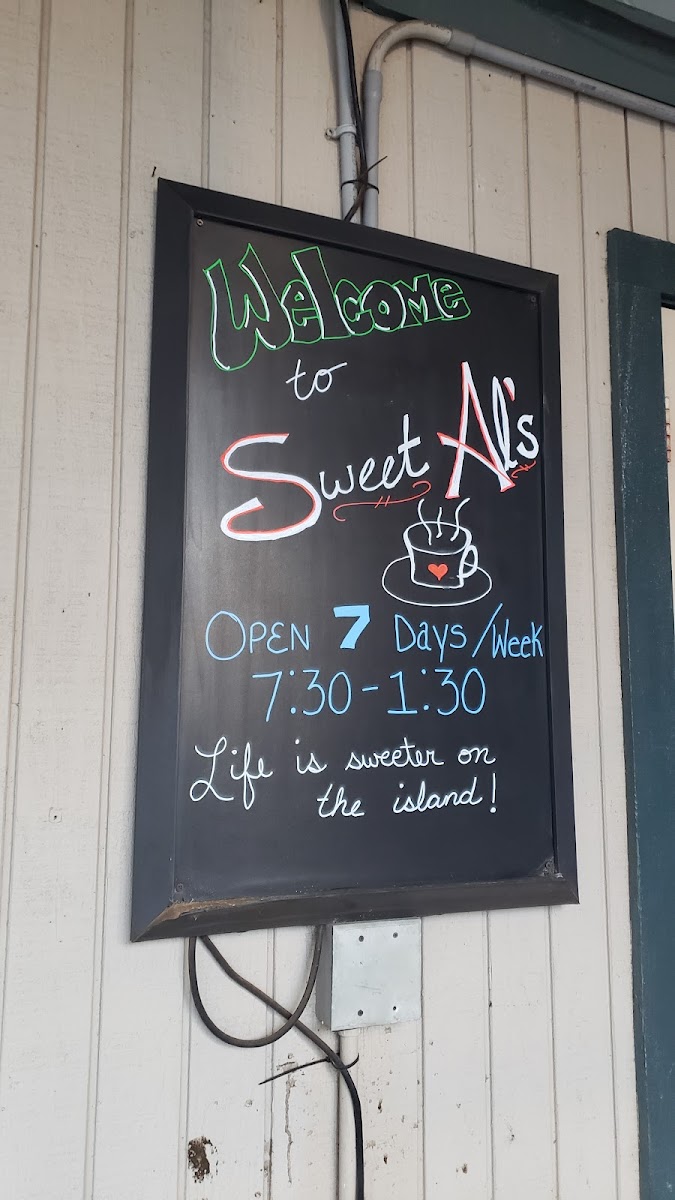 Welcome
to
Sweet Al's
OPEN 7 Days/Week
7:30-1:30
Life is sweeter on
the island!